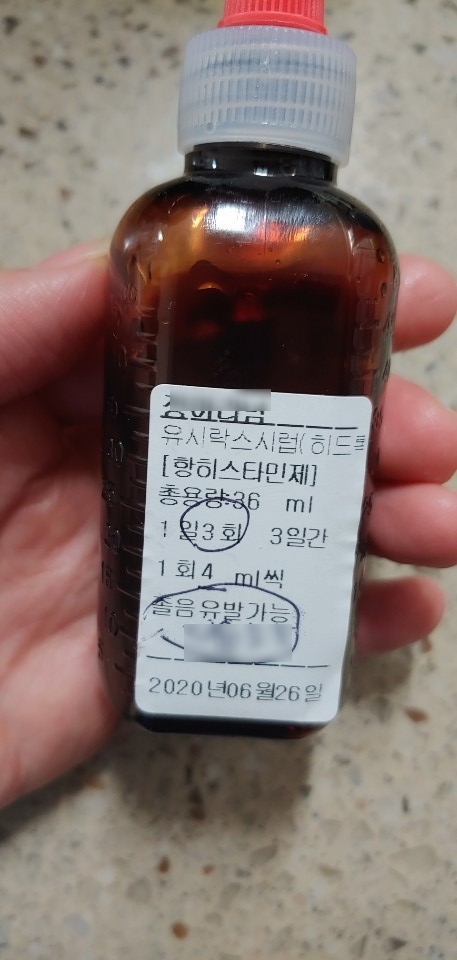 유시락스시럽(히드
[항히스타민제]
총용량:36 ml
1일3회 3일간
1회4 ml씩
졸음유발가능
2020년06월26일